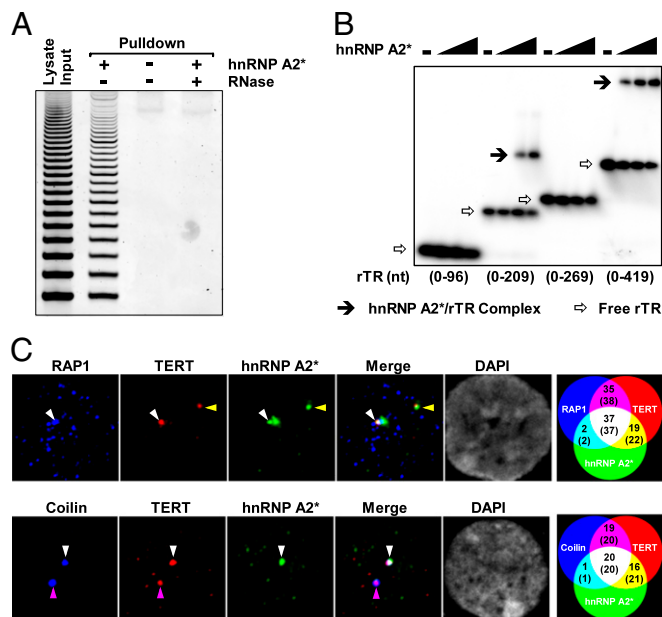 A
Lysate Input
Pulldown
+ - + hnRNP A2*
- - + RNase
B
hnRNP A2* - - - -
rTR (nt) (0-96) (0-209) (0-269) (0-419)
➔ hnRNP A2*/rTR Complex ⇨ Free rTR
C
RAP1 TERT hnRNP A2* Merge DAPI
35
(38)
RAP1 37 TERT
(37)
2 19
(2) (22)
hnRNP A2*
Coilin TERT hnRNP A2* Merge DAPI
19
(20)
Coilin 20 TERT
(20)
1 16
(1) (21)
hnRNP A2*